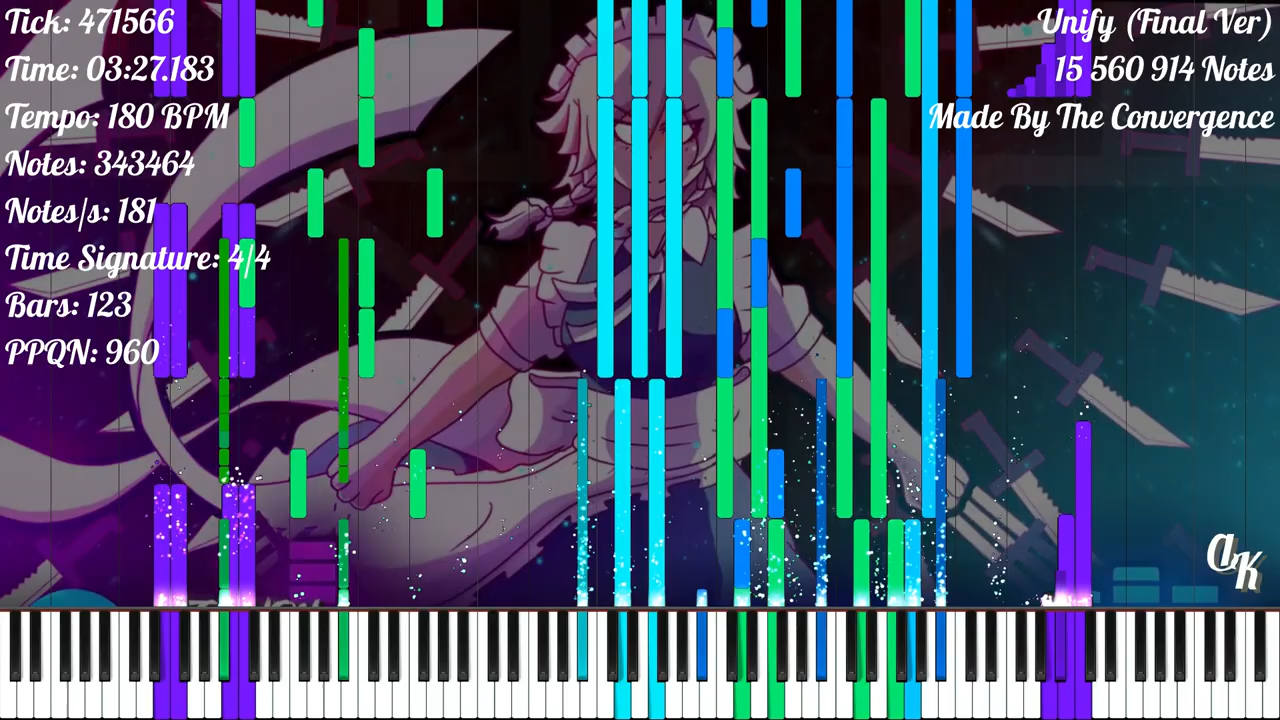 Tick: 471566
Time: 03:27.183
Tempo: 180 BPM
Notes: 343464
Notes/s: 181
Time Signature: 4/4
Bars: 123
PPQN: 960
Unify (Final Ver)
15 560 914 Notes
Made By The Convergence
aK